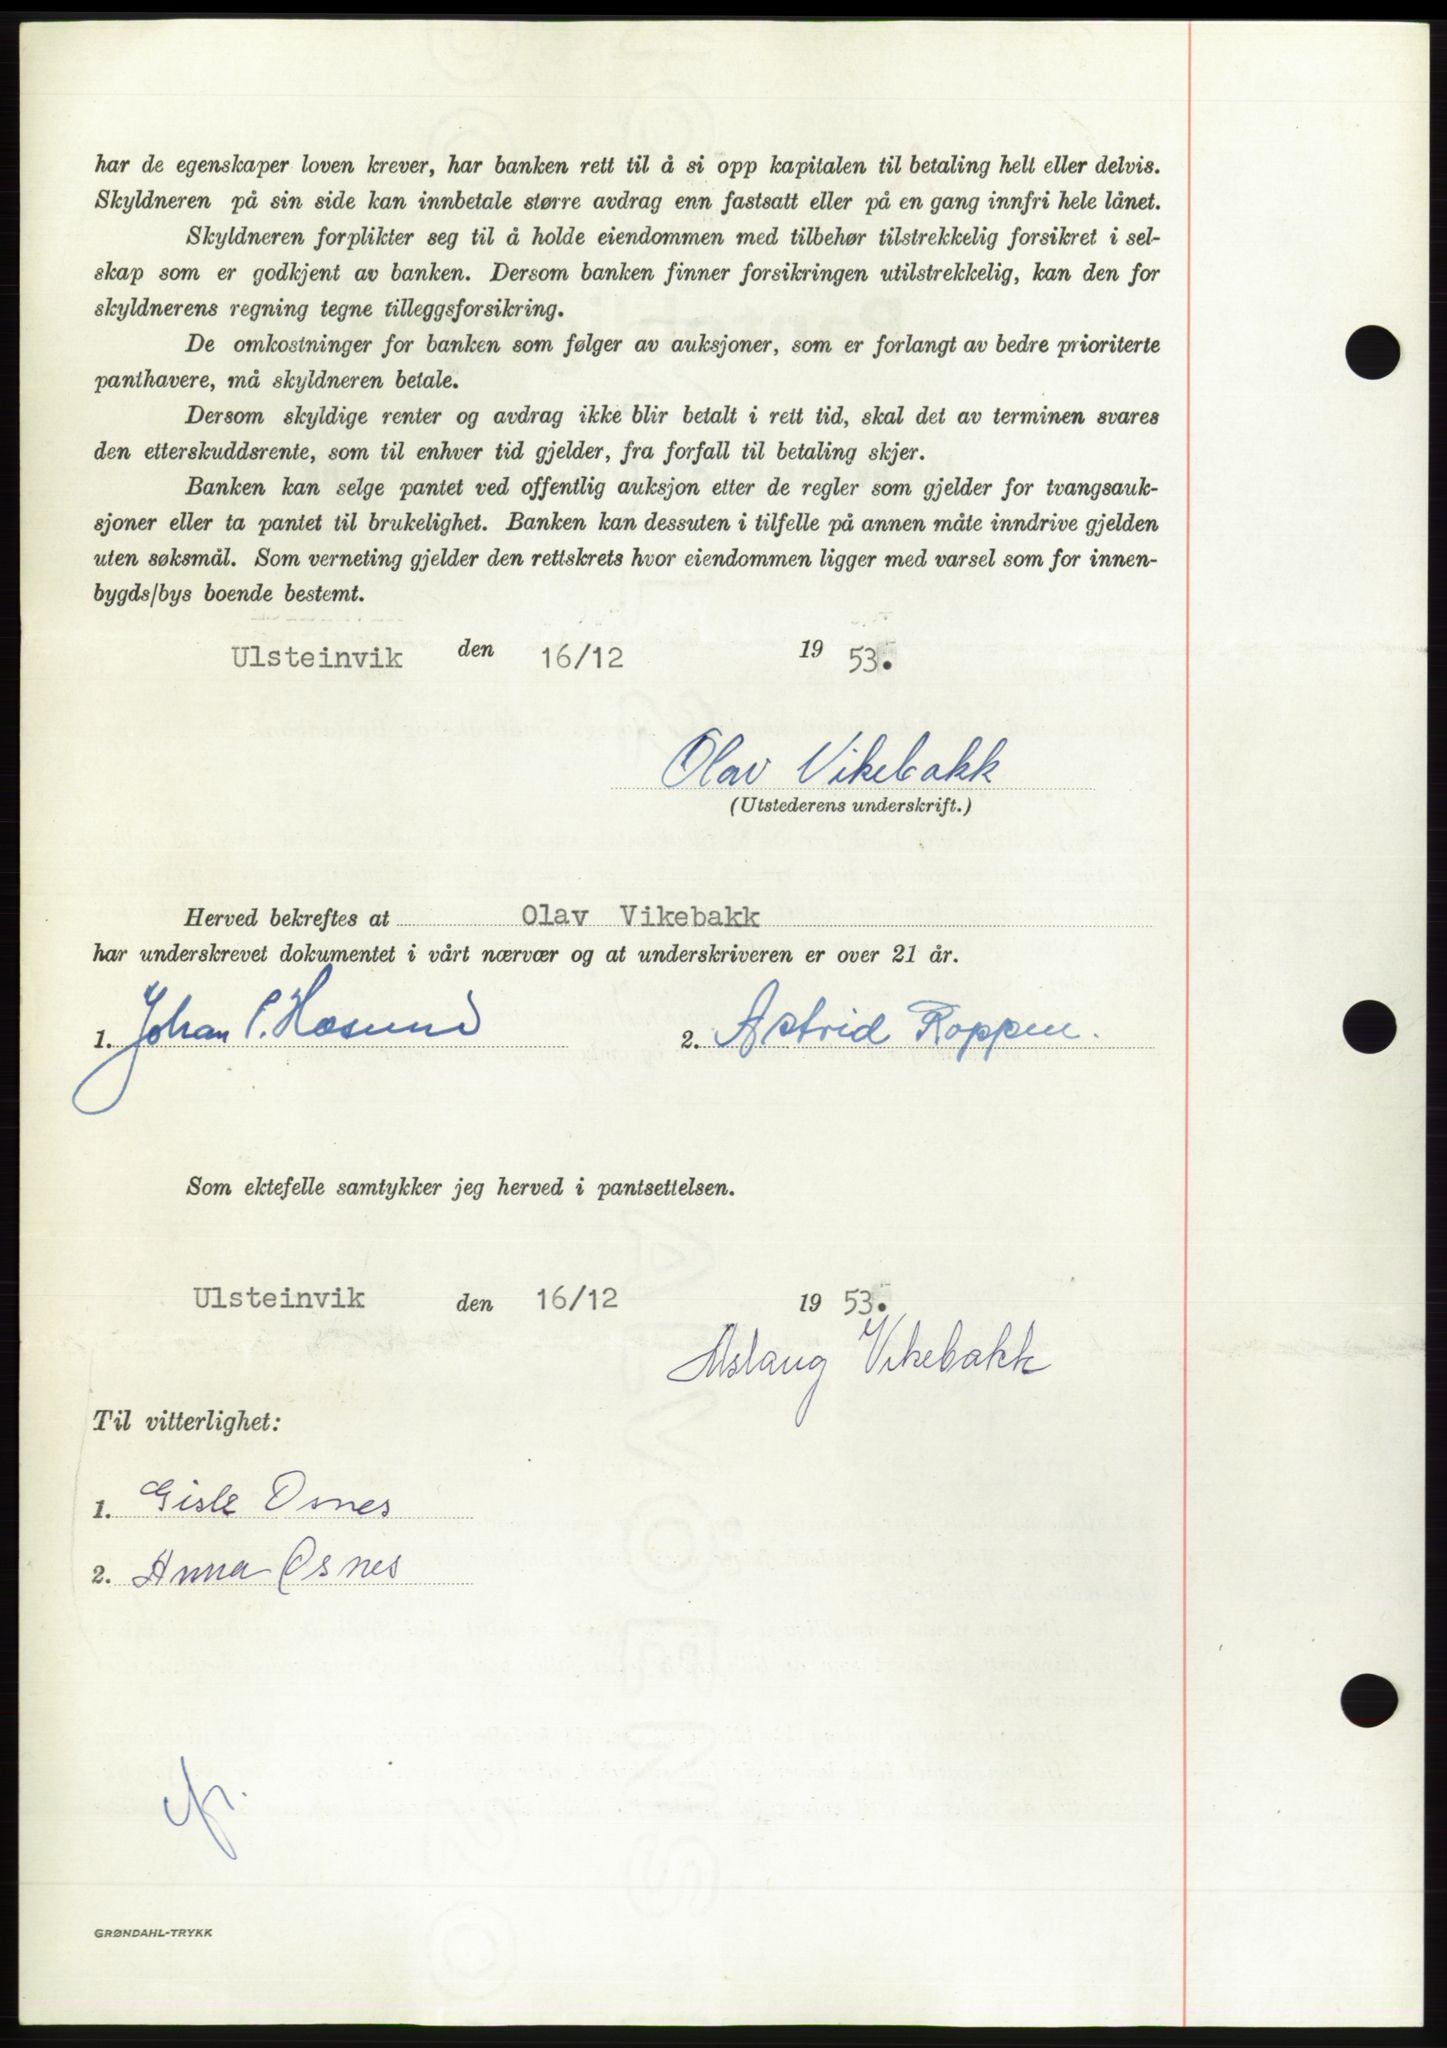 har de egenskaper loven krever, har banken rett til å si opp kapitalen til betaling helt eller delvis.
Skyldneren på sin side kan innbetale større avdrag enn fastsatt eller på en gang innfri hele lånet.
Skyldneren forplikter seg til å holde eiendommen med tilbehør tilstrekkelig forsikret i sel-
skap som er godkjent av banken. Dersom banken finner forsikringen utilstrekkelig, kan den for
skyldnerens regning tegne tilleggsforsikring.
De omkostninger for banken som følger av auksjoner, som er forlangt av bedre prioriterte
panthavere, må skyldneren betale.
Dersom skyldige renter og avdrag ikke blir betalt i rett tid, skal det av terminen svares
den etterskuddsrente, som til enhver tid gjelder, fra forfall til betaling skjer.
Banken kan selge pantet ved offentlig auksjon etter de regler som gjelder for tvangsauk-
sjoner eller ta pantet til brukelighet. Banken kan dessuten i tilfelle på annen måte inndrive gjelden
uten søksmål. Som verneting gjelder den rettskrets hvor eiendommen ligger med varsel som for innen-
bygds/bys boende bestemt.
Ulsteinvik den 16/12 19 53.
Olav Vikebakk
(Utstederens underskrift.)
Herved bekreftes at Olav Vikebakk
har underskrevet dokumentet i vårt nærvær og at underskriveren er over 21 år.
1. Johan P. Hasund 2. Astrid Roppen.
Som ektefelle samtykker jeg herved i pantsettelsen.
Ulsteinvik den 16/12 19 53.
Aslaug Vikebakk
Til vitterlighet:
1. Gisle Osnes
2. Anna Osnes
GRØNDAHL-TRYKK